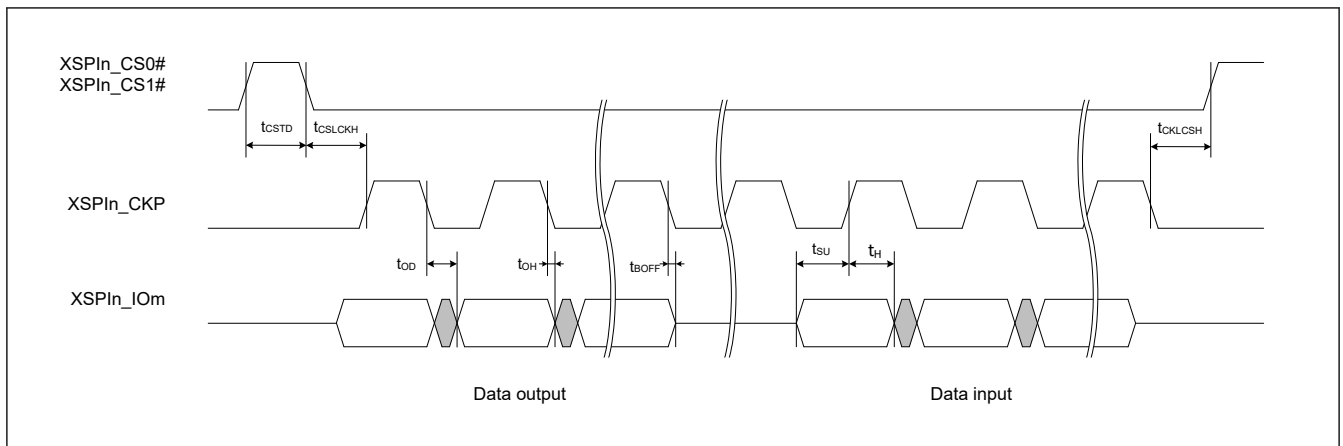 XSPIn_CS0#
XSPIn_CS1#
tCSTD
tCSLCKH
tCKLCSH
XSPIn_CKP
tOD
tOH
tBOFF
tSU
tH
XSPIn_IOm
Data output
Data input